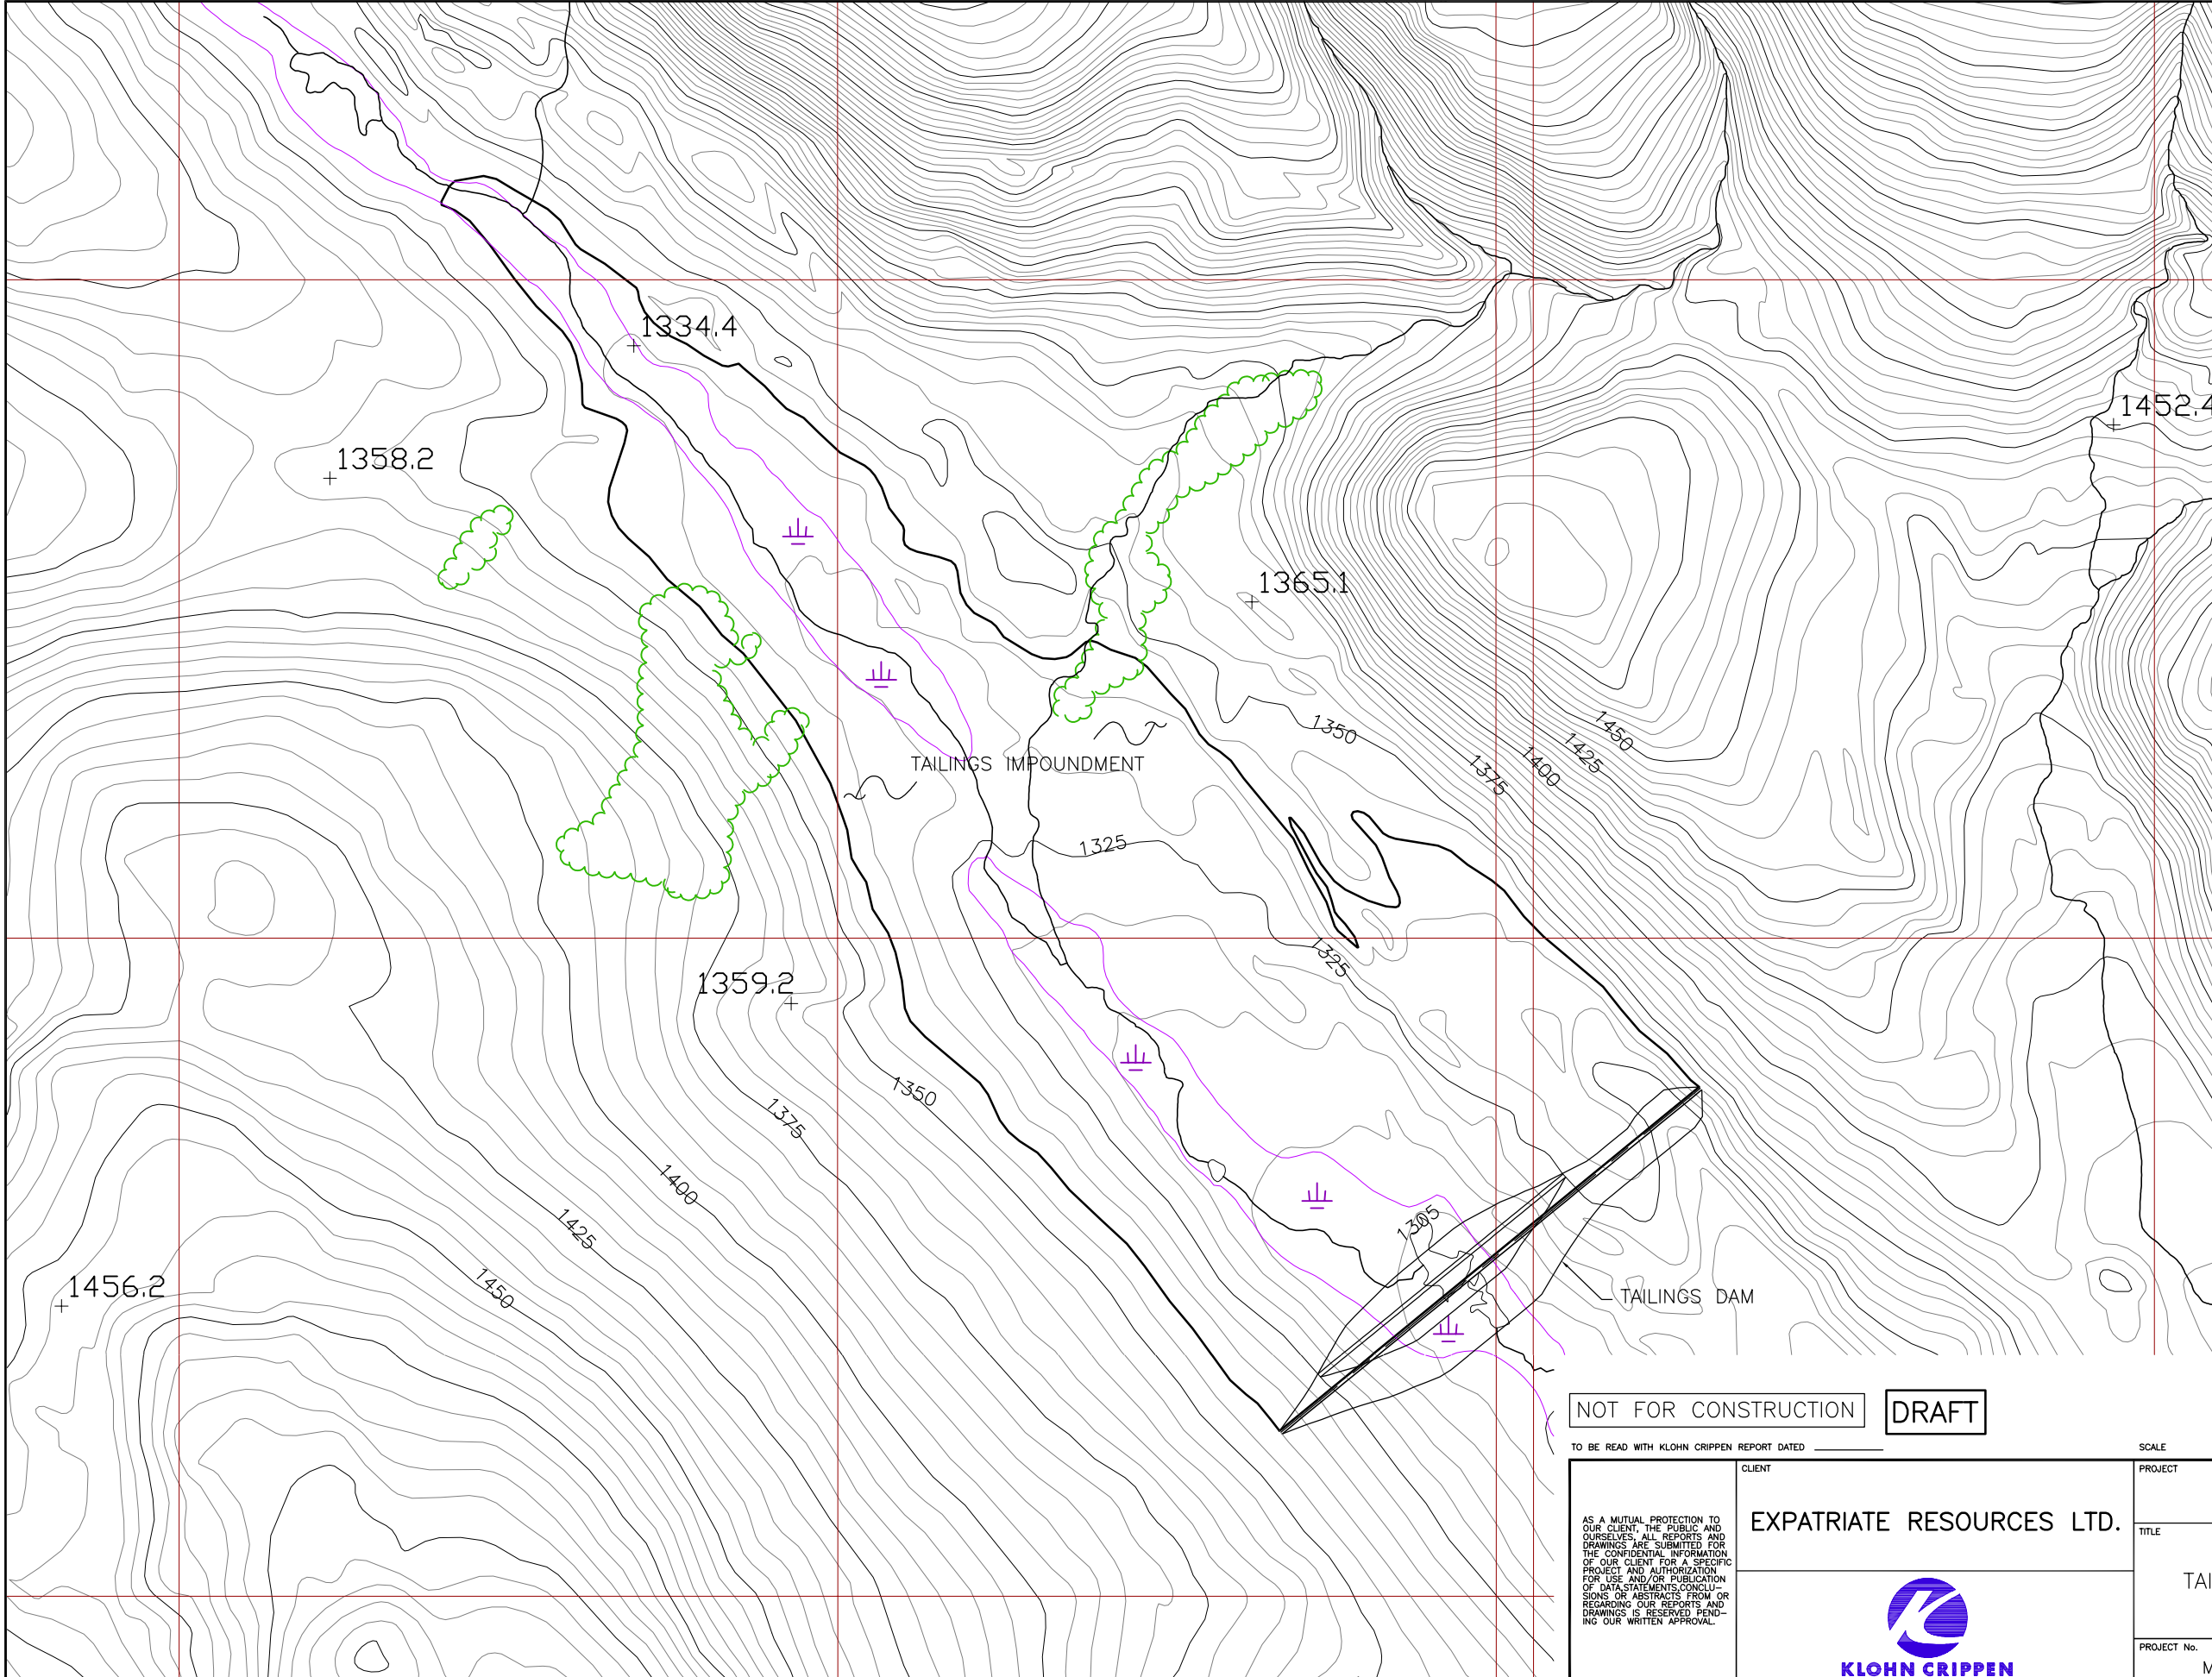 1334.4
1452.4
1358.2
1365.1
1450
1350
1425
1400
1375
TAILINGS IMPOUNDMENT
1325
1325
1359.2
1350
1375
1400
1305
1425
1450
1456.2
TAILINGS DAM
NOT FOR CONSTRUCTION
DRAFT
TO BE READ WITH KLOHN CRIPPEN REPORT DATED
SCALE
CLIENT
PROJECT
EXPATRIATE RESOURCES LTD.
AS A MUTUAL PROTECTION TO
OUR CLIENT, THE PUBLIC AND
OURSELVES, ALL REPORTS AND
DRAWINGS ARE SUBMITTED FOR
THE CONFIDENTIAL INFORMATION
OF OUR CLIENT FOR A SPECIFIC
PROJECT AND AUTHORIZATION
FOR USE AND/OR PUBLICATION
OF DATA,STATEMENTS,CONCLU-
SIONS OR ABSTRACTS FROM OR
REGARDING OUR REPORTS AND
DRAWINGS IS RESERVED PEND-
ING OUR WRITTEN APPROVAL.
TITLE
TAI
PROJECT No.
M
KLOHN CRIPPEN